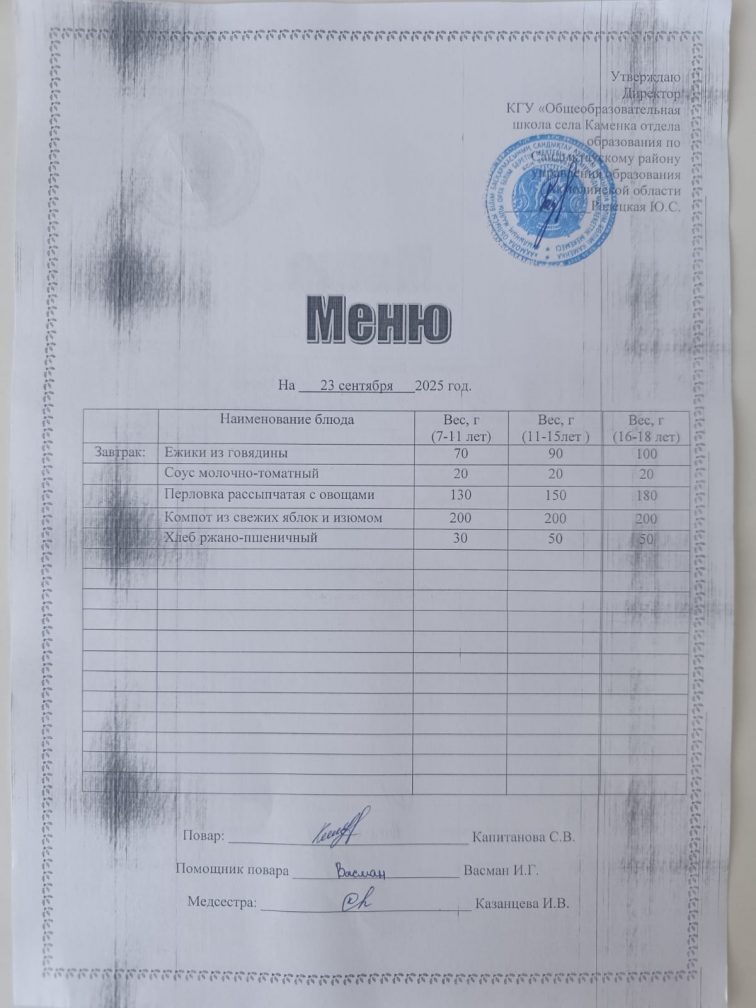 Утверждаю
Директор
КГУ «Общеобразовательная
школа села Каменка отдела
образования по
Сандыктаускому району
управления образования
Акмолинской области
Ю.С.
Меню
На 23 сентября 2025 год.
Наименование блюда Вес, г (7-11 лет) Вес, г (11-15лет ) Вес, г (16-18 лет)
Завтрак: Ежики из говядины 70 90 100
Соус молочно-томатный 20 20 20
Перловка рассыпчатая с овощами 130 150 180
Компот из свежих яблок и изюмом 200 200 200
Хлеб ржано-пшеничный 30 50 50
Повар: Капитанова С.В.
Помощник повара Васман Васман И.Г.
Медсестра: Казанцева И.В.